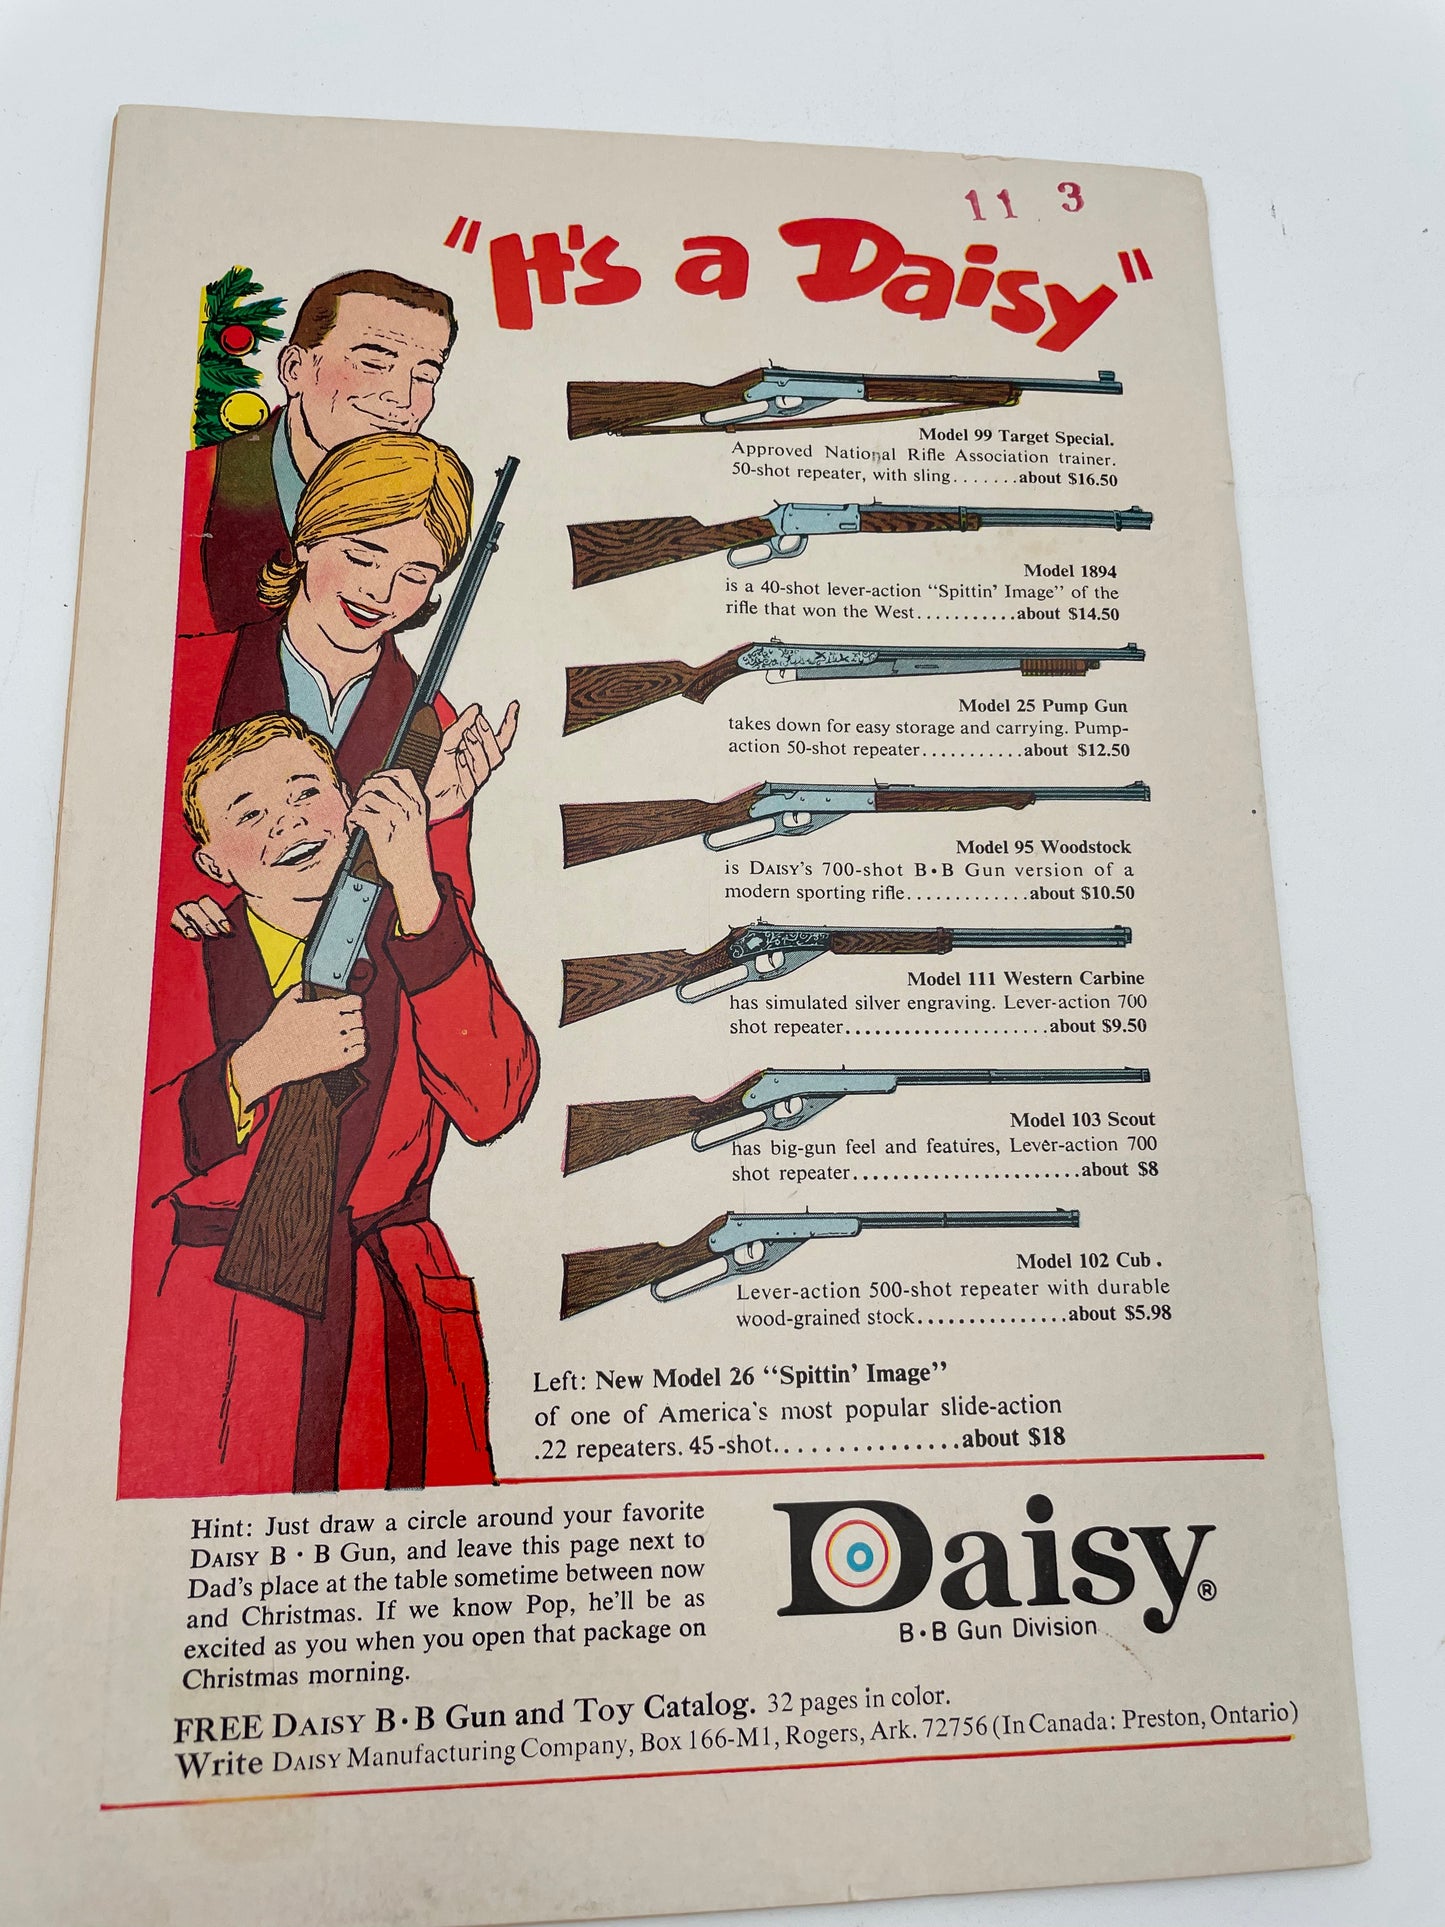 11 3
"It's a Daisy"
Model 99 Target Special.
Approved National Rifle Association trainer.
50-shot repeater, with sling.......about $16.50
Model 1894
is a 40-shot lever-action "Spittin' Image" of the
rifle that won the West...........about $14.50
Model 25 Pump Gun
takes down for easy storage and carrying. Pump-
action 50-shot repeater...........about $12.50
Model 95 Woodstock
is DAISY'S 700-shot B•B Gun version of a
modern sporting rifle.............about $10.50
Model 111 Western Carbine
has simulated silver engraving. Lever-action 700
shot repeater.....................about $9.50
Model 103 Scout
has big-gun feel and features, Lever-action 700
shot repeater.......................about $8
Model 102 Cub.
Lever-action 500-shot repeater with durable
wood-grained stock...............about $5.98
Left: New Model 26 "Spittin' Image"
of one of America's most popular slide-action
.22 repeaters. 45-shot...............about $18
Hint: Just draw a circle around your favorite
DAISY B•B Gun, and leave this page next to
Dad's place at the table sometime between now
and Christmas. If we know Pop, he'll be as
excited as you when you open that package on
Christmas morning.
Daisy®
B•B Gun Division
FREE DAISY B•B Gun and Toy Catalog. 32 pages in color.
Write DAISY Manufacturing Company, Box 166-M1, Rogers, Ark. 72756 (In Canada: Preston, Ontario)